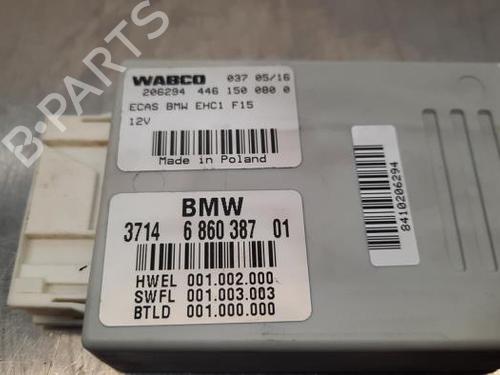 WABCO 037 05/16
206294 446 150 080 0
ECAS BMW EHC1 F15
12V
Made in Poland
BMW
3714 6 860 387 01
HWEL 001.002.000
SWFL 001.003.003
BTLD 001.000.000
8410206294
B-PARTS